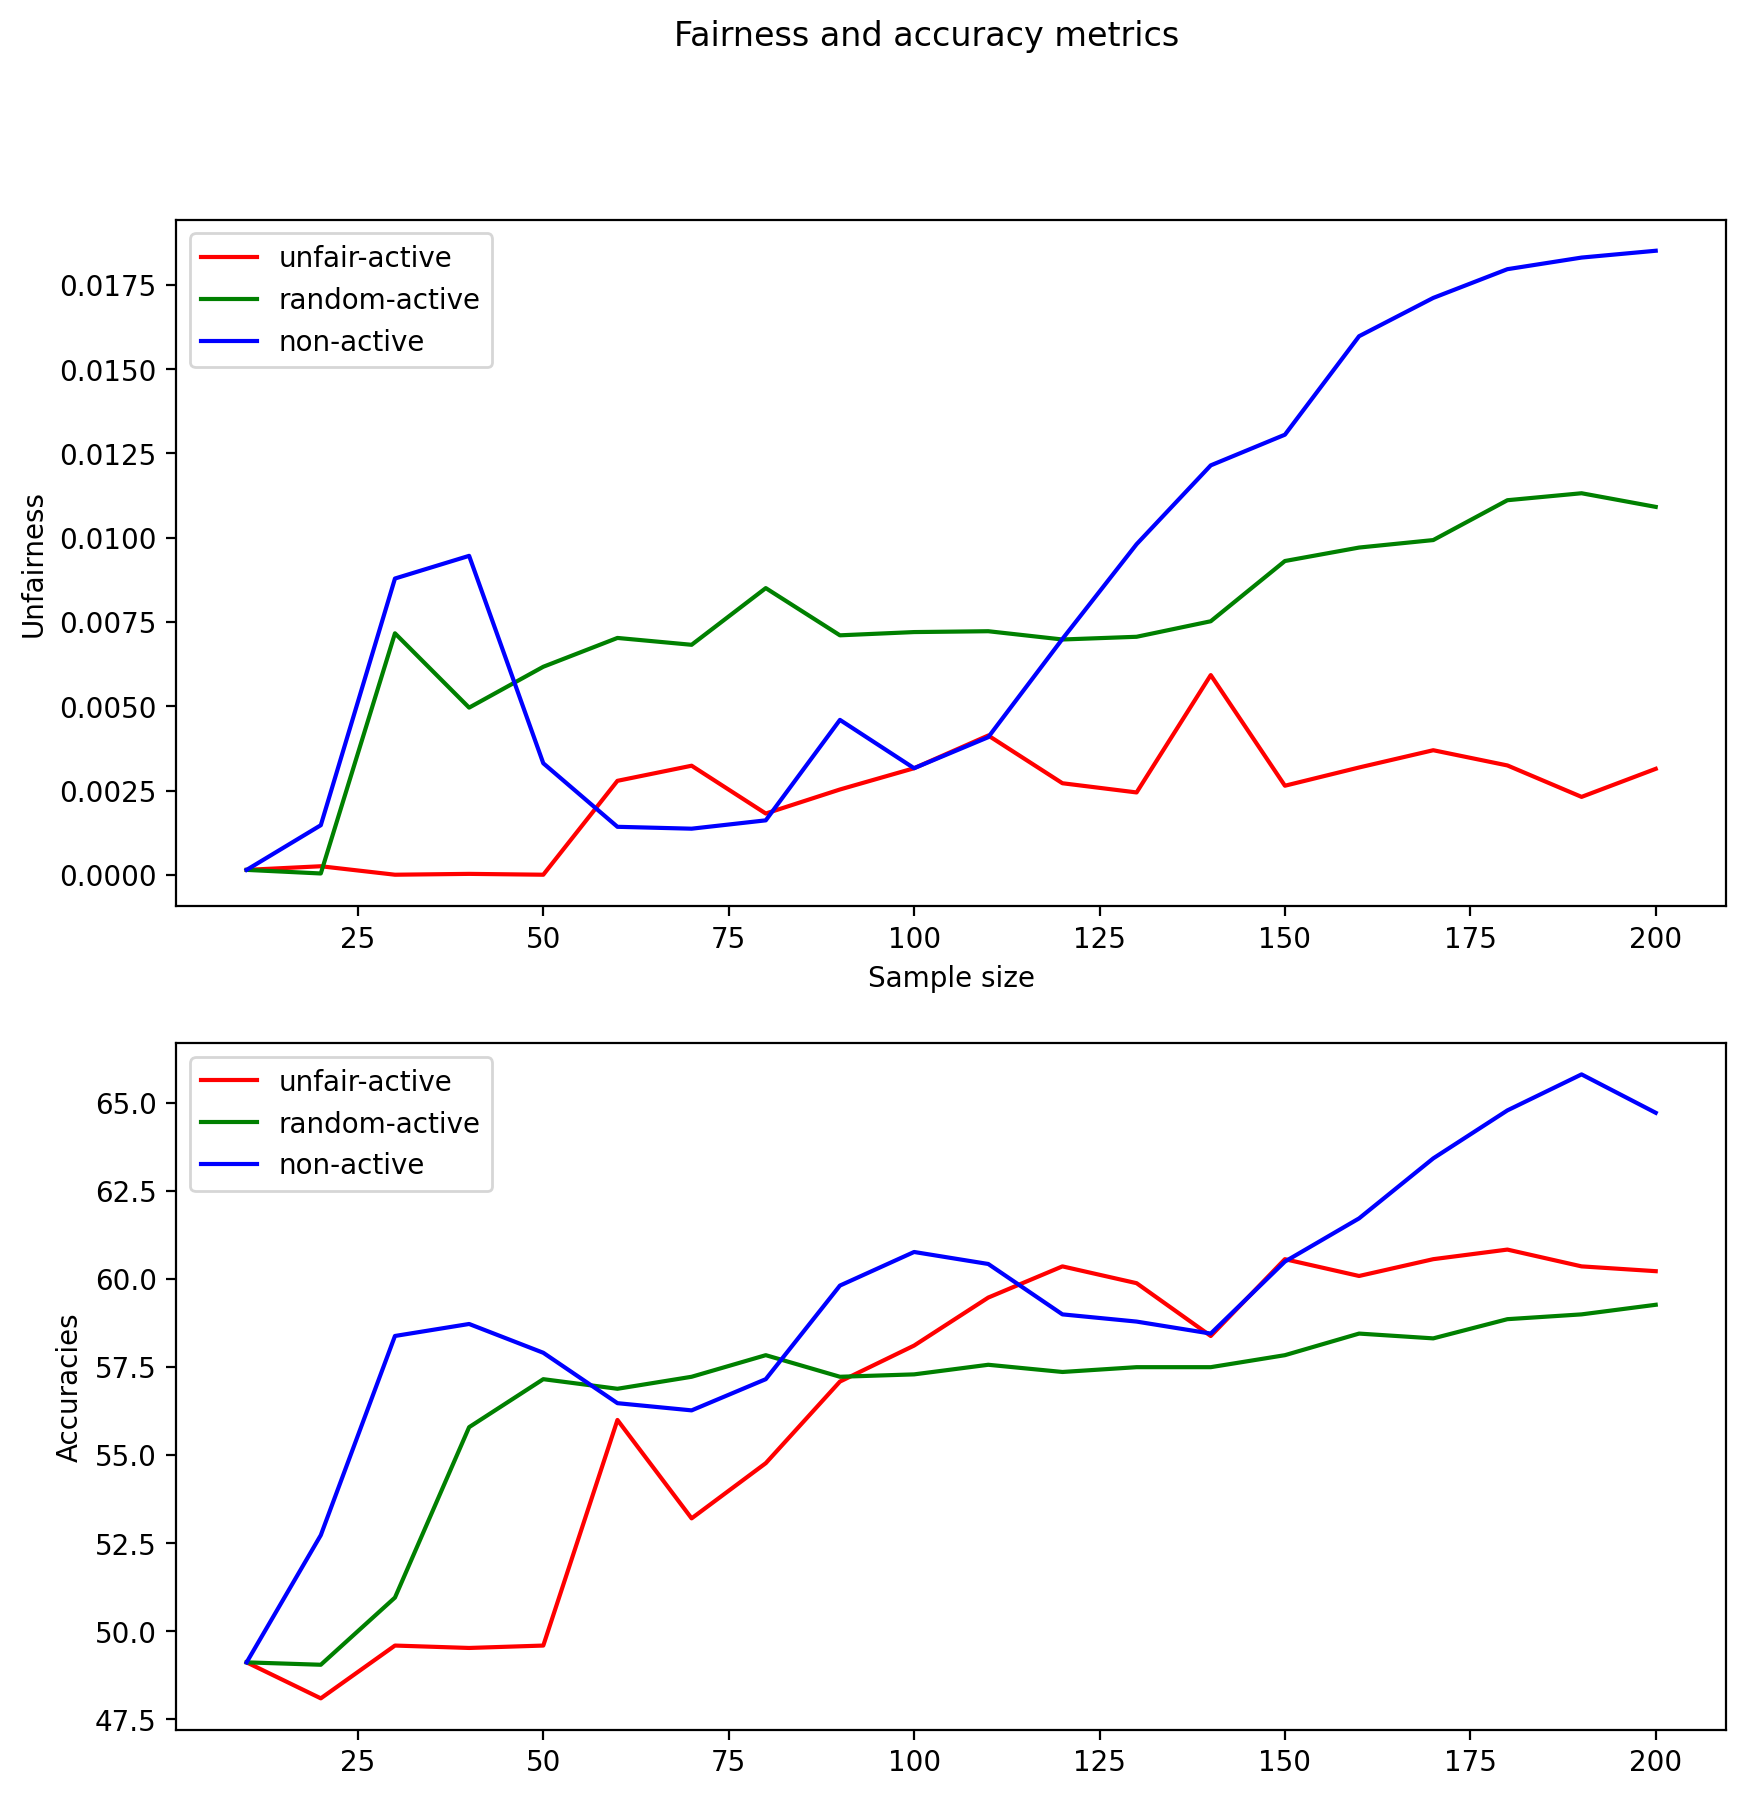 Fairness and accuracy metrics
unfair-active
random-active
non-active
0.0175
0.0150
0.0125
0.0100
0.0075
0.0050
0.0025
0.0000
Unfairness
25 50 75 100 125 150 175 200
Sample size
unfair-active
random-active
non-active
65.0
62.5
60.0
57.5
55.0
52.5
50.0
47.5
Accuracies
25 50 75 100 125 150 175 200